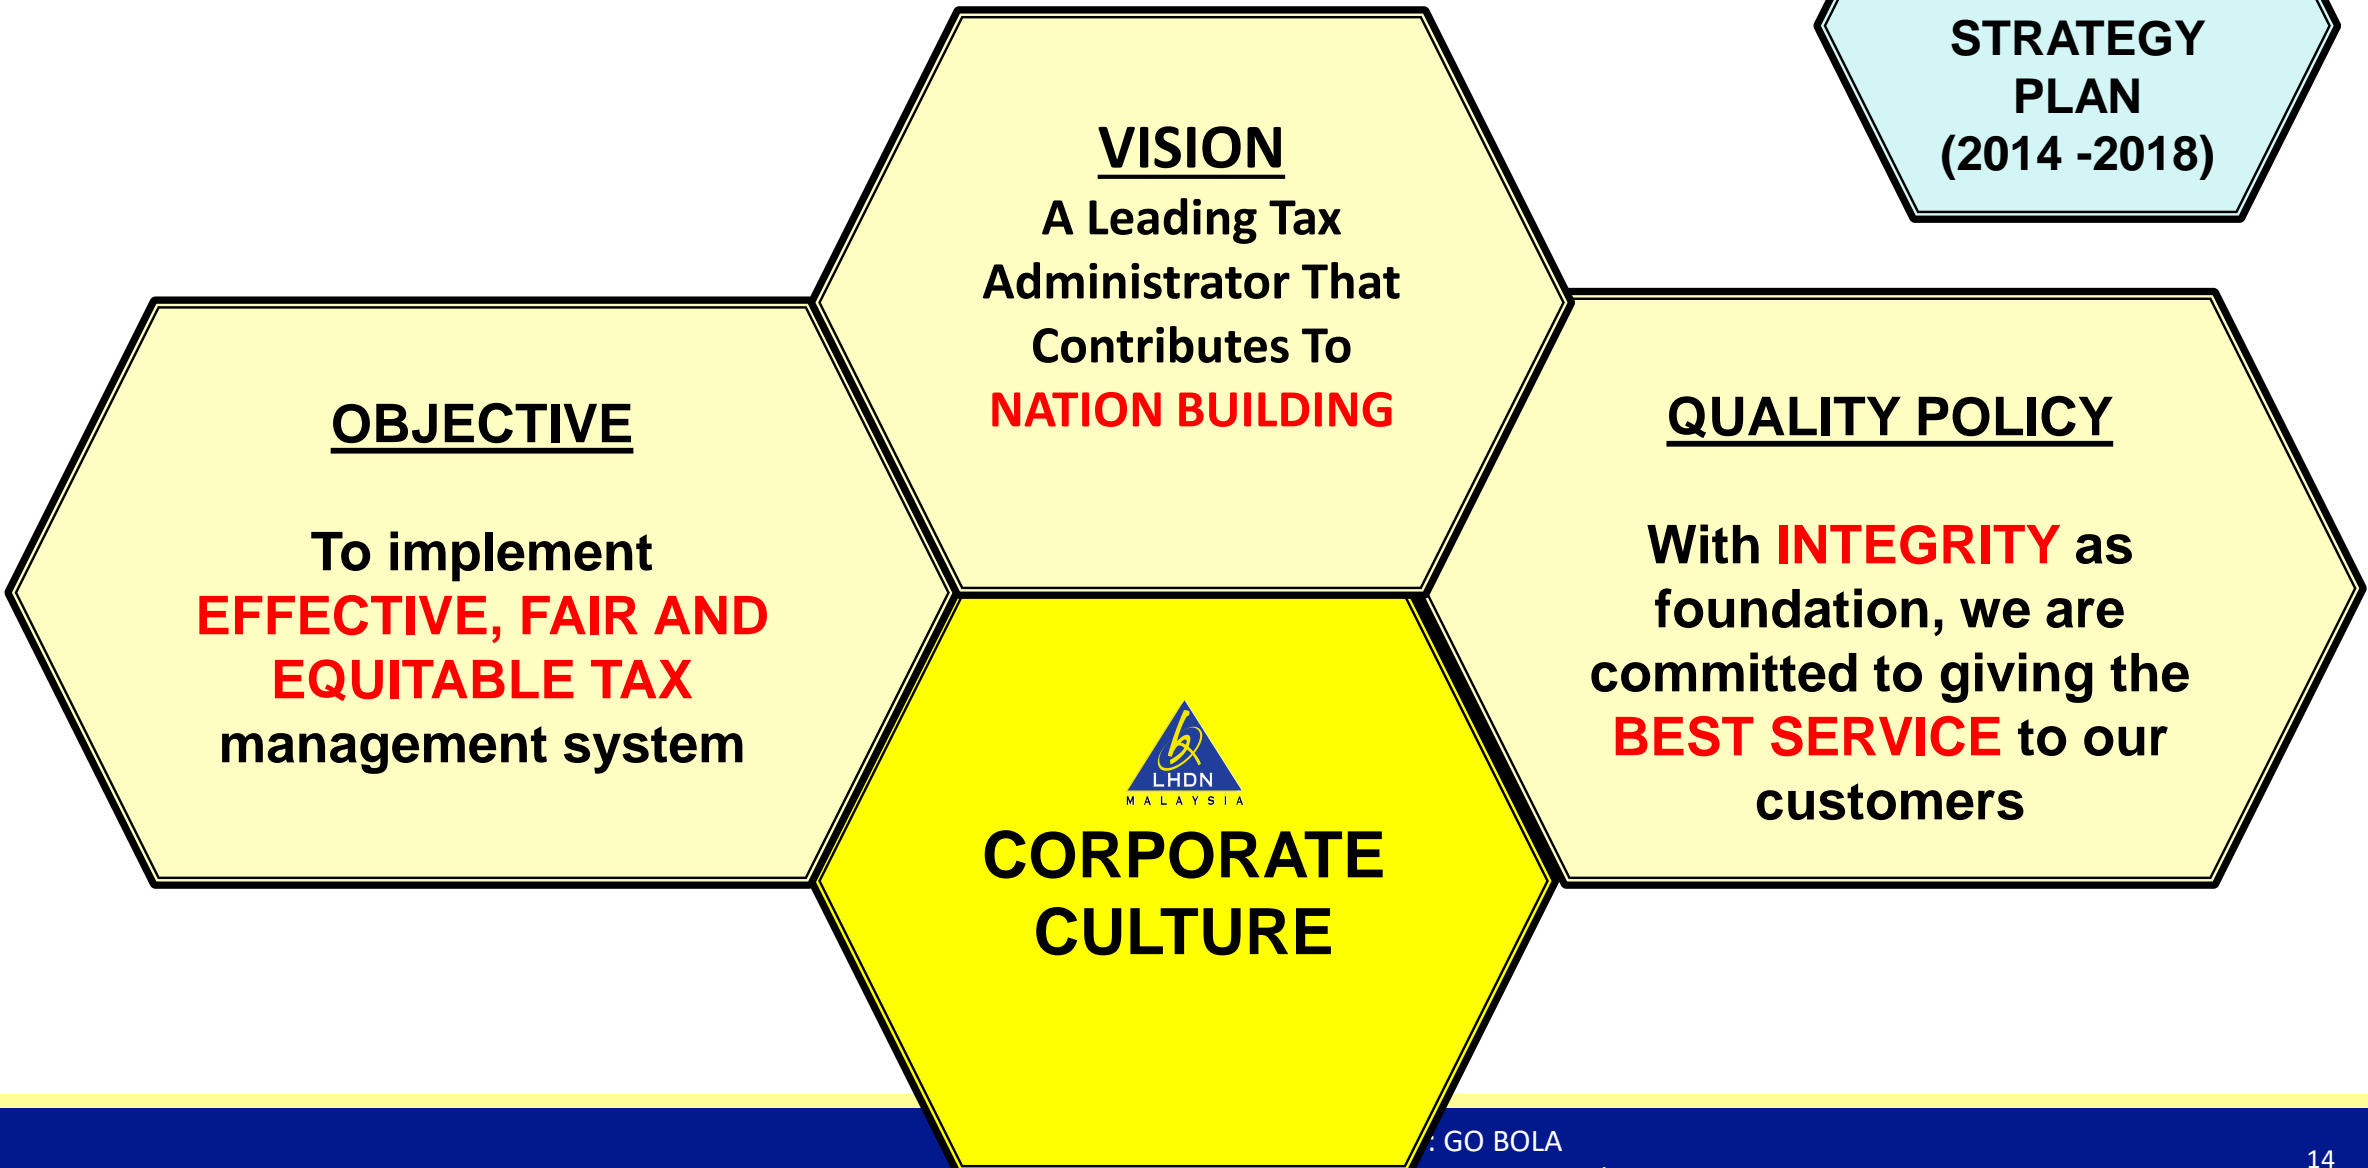 STRATEGY
PLAN
(2014 -2018)
VISION
A Leading Tax
Administrator That
Contributes To
NATION BUILDING
OBJECTIVE
To implement
EFFECTIVE, FAIR AND
EQUITABLE TAX
management system
QUALITY POLICY
With INTEGRITY as
foundation, we are
committed to giving the
BEST SERVICE to our
customers
LHDN
MALAYSIA
CORPORATE
CULTURE
: GO BOLA
14